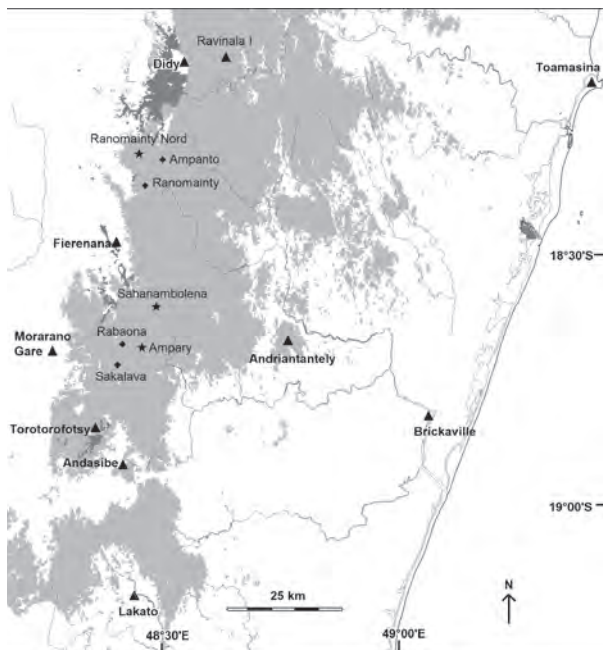 Ravinala I
Didy
Toamasina
Ranomainty Nord
Ampanto
Ranomainty
Fierenana
18°30'S
Sahanambolena
Rabaona
Morarano
Gare
Ampary
Andriantantely
Sakalava
Brickaville
Torotorofotsy
Andasibe
19°00'S
25 km
N
Lakato
48°30'E
49°00'E